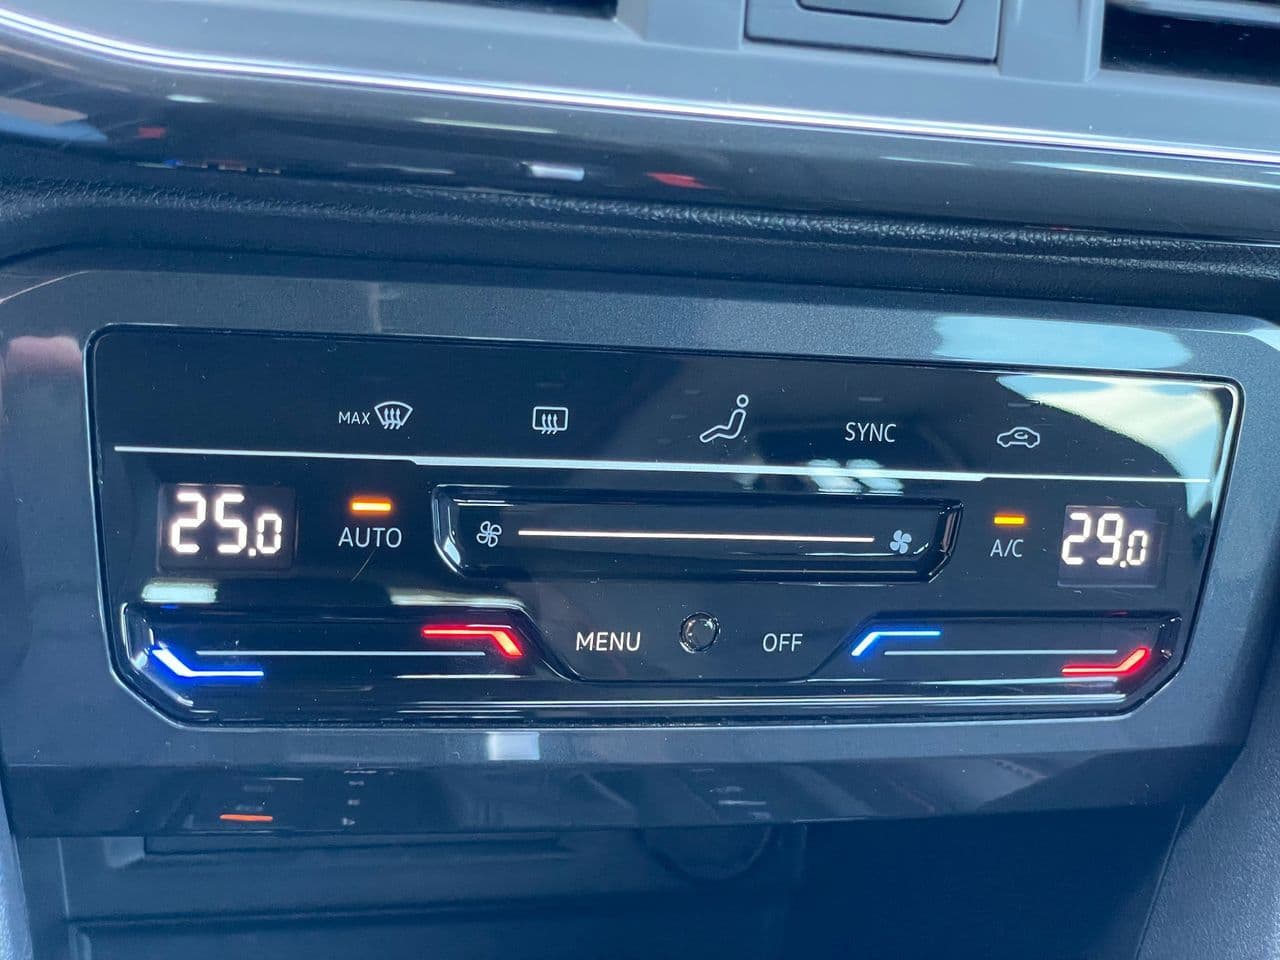 MAX
SYNC
25.0
AUTO
A/C
29.0
MENU
OFF